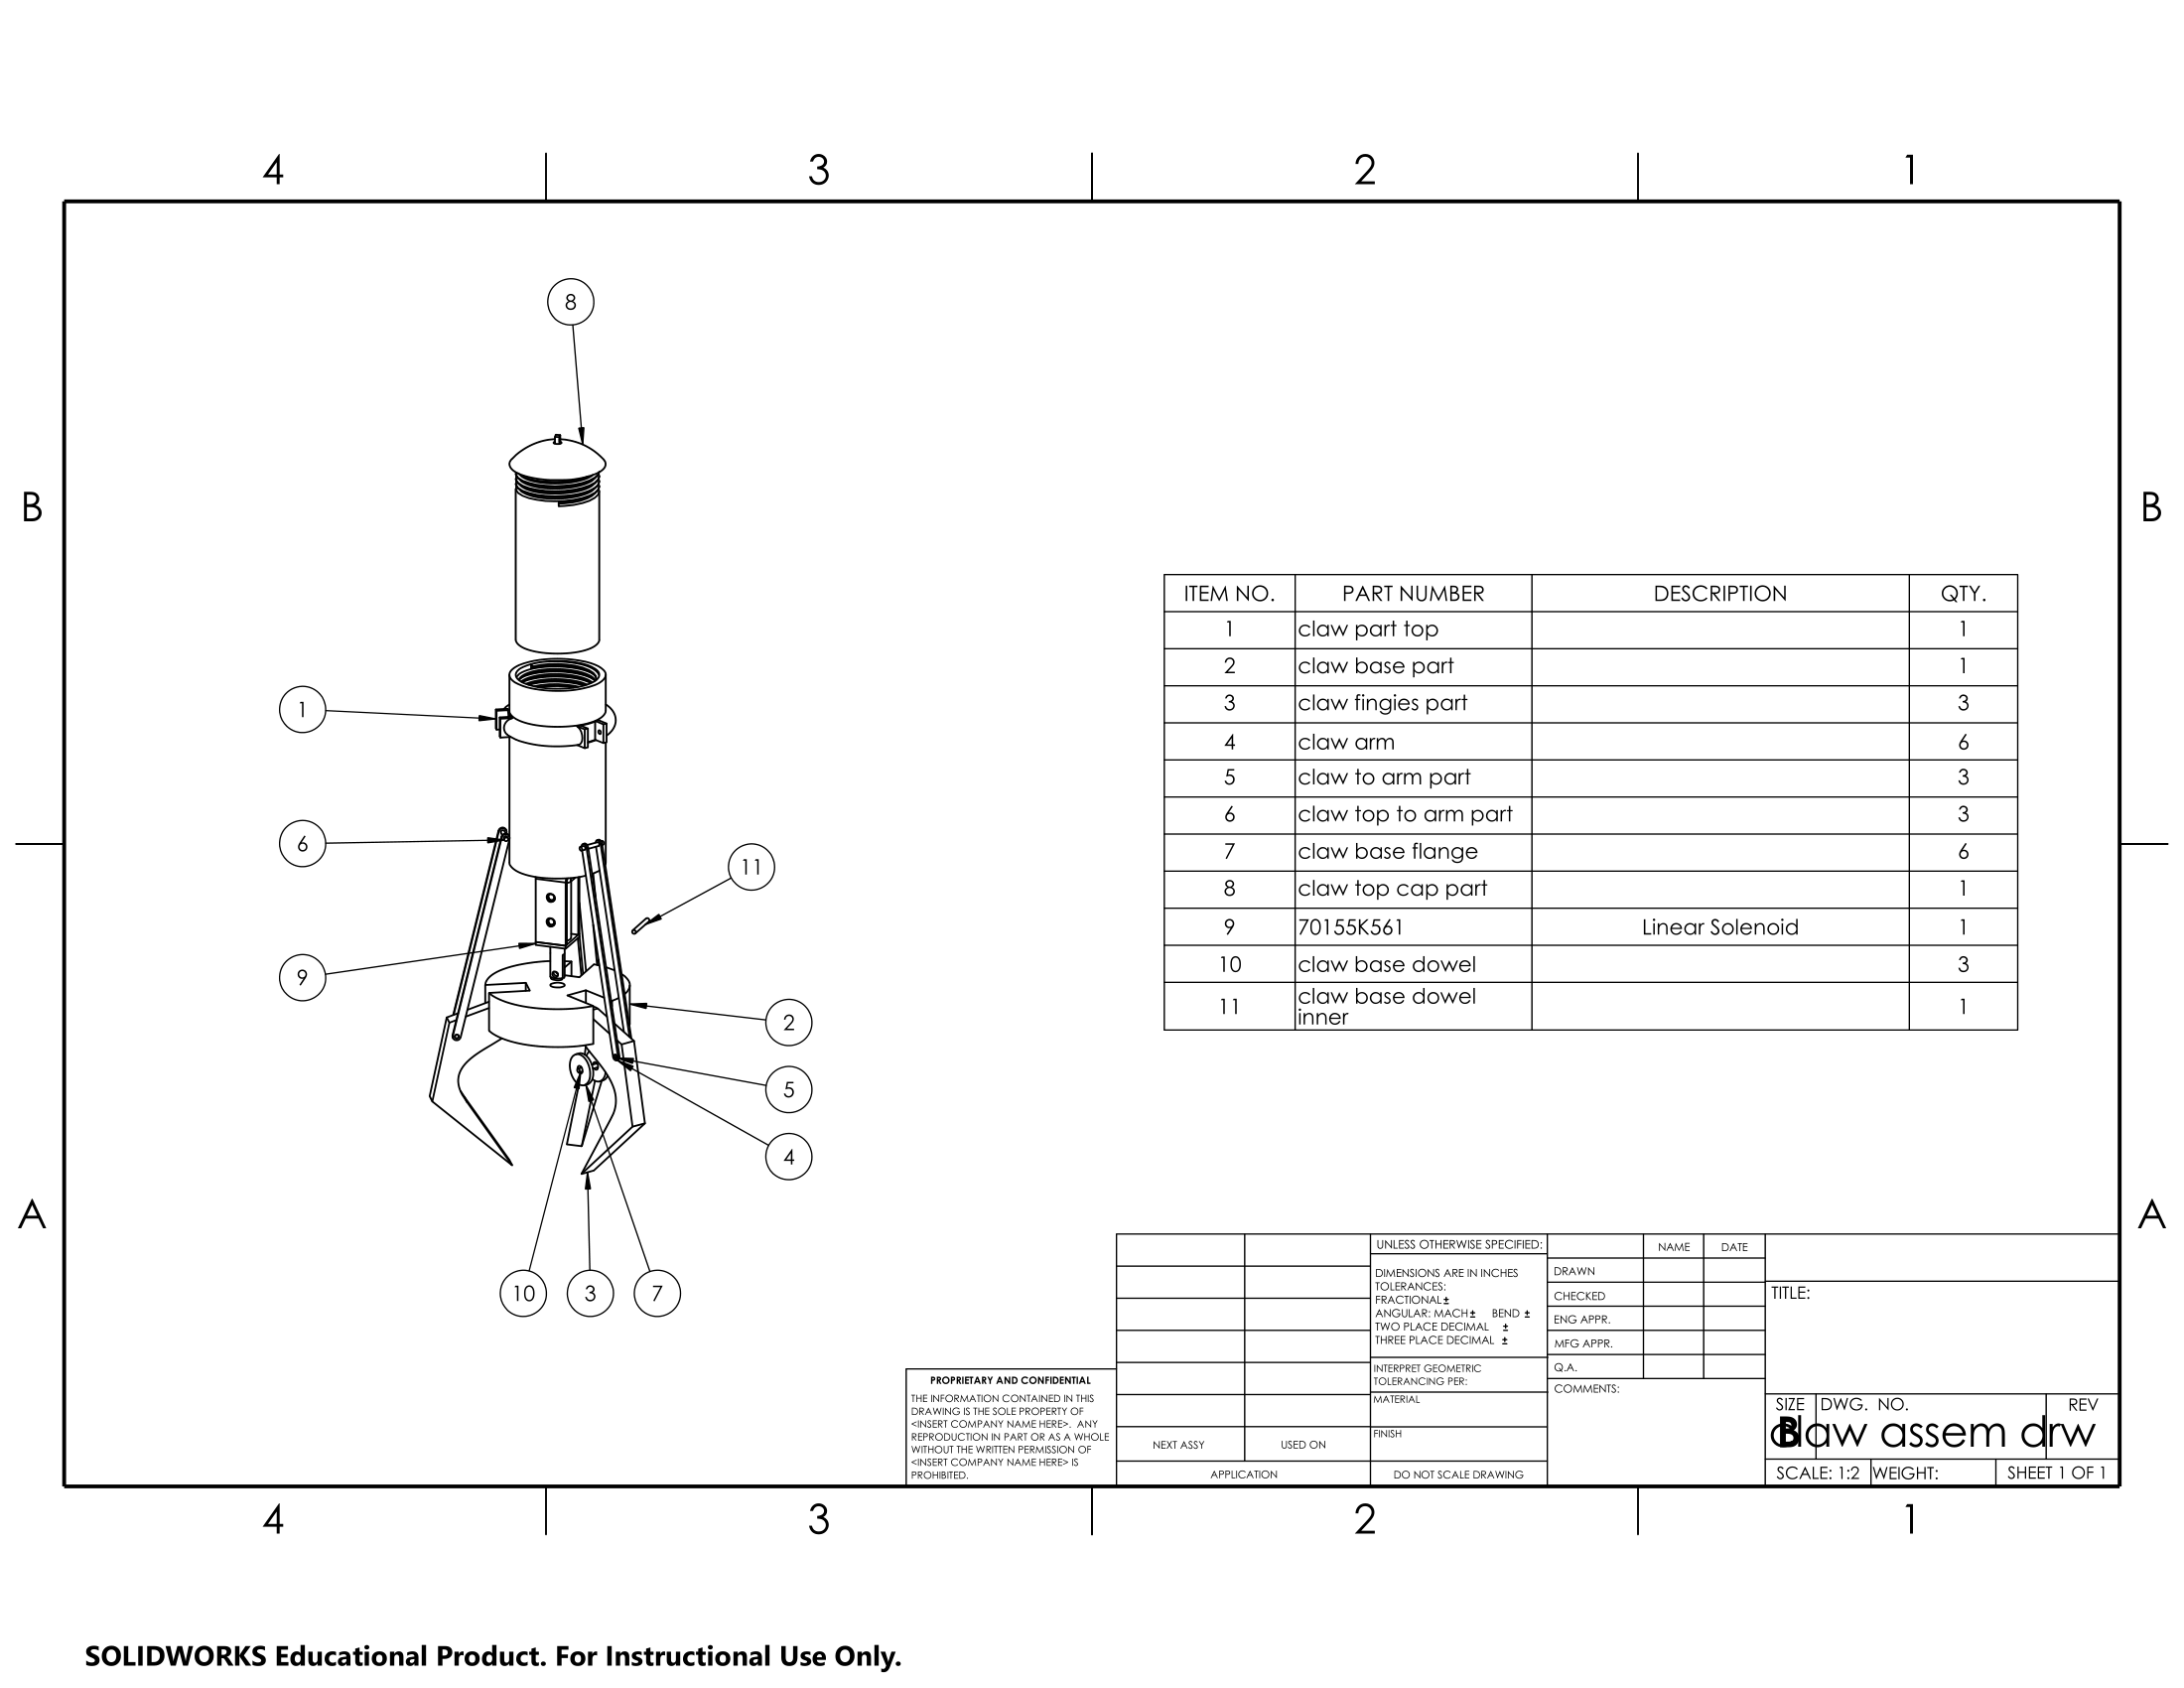 4 3 2 1
8
B B
ITEM NO. PART NUMBER DESCRIPTION QTY.
1 claw part top 1
2 claw base part 1
3 claw fingies part 3
4 claw arm 6
5 claw to arm part 3
6 claw top to arm part 3
7 claw base flange 6
8 claw top cap part 1
9 70155K561 Linear Solenoid 1
10 claw base dowel 3
11 claw base dowel
inner 1
1
6
11
9
2
5
4
10 3 7
A A
UNLESS OTHERWISE SPECIFIED:
DIMENSIONS ARE IN INCHES
TOLERANCES:
FRACTIONAL±
ANGULAR: MACH± BEND ±
TWO PLACE DECIMAL ±
THREE PLACE DECIMAL ±
INTERPRET GEOMETRIC
TOLERANCING PER:
MATERIAL
FINISH
DO NOT SCALE DRAWING
NAME DATE
DRAWN
CHECKED
ENG APPR.
MFG APPR.
Q.A.
COMMENTS:
PROPRIETARY AND CONFIDENTIAL
THE INFORMATION CONTAINED IN THIS
DRAWING IS THE SOLE PROPERTY OF
<INSERT COMPANY NAME HERE>. ANY
REPRODUCTION IN PART OR AS A WHOLE
WITHOUT THE WRITTEN PERMISSION OF
<INSERT COMPANY NAME HERE> IS
PROHIBITED.
NEXT ASSY USED ON
APPLICATION
TITLE:
SIZE DWG. NO. REV
B claw assem drw
SCALE: 1:2 WEIGHT: SHEET 1 OF 1
4 3 2 1
SOLIDWORKS Educational Product. For Instructional Use Only.